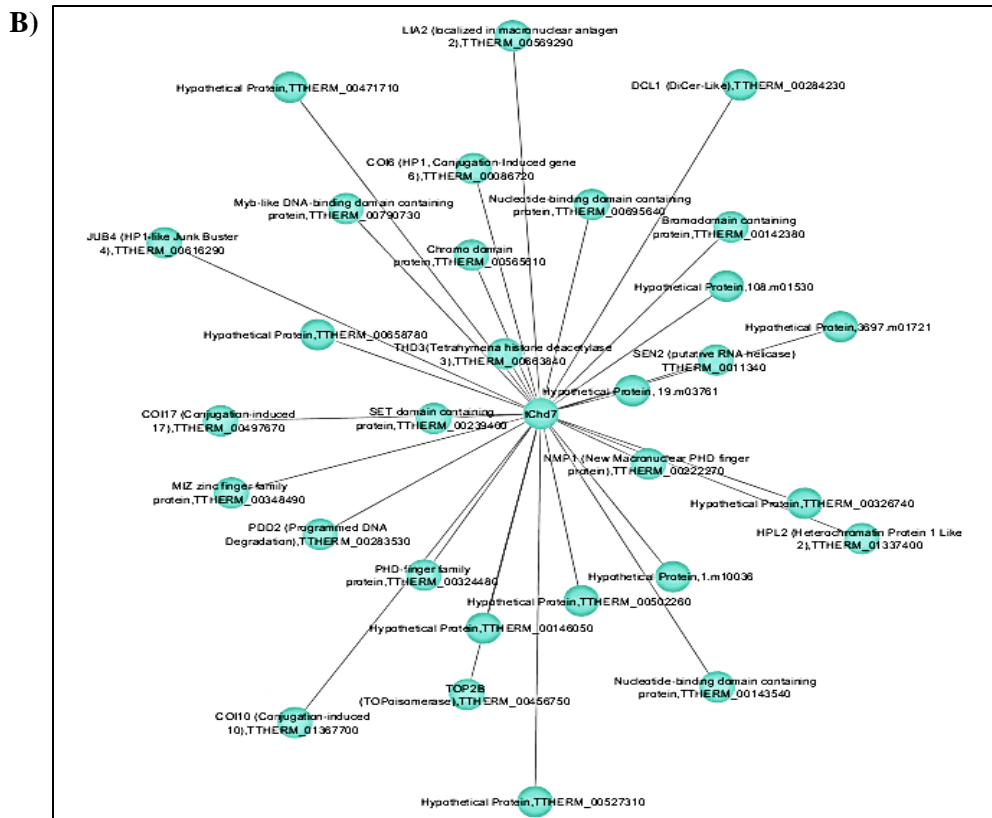 B)
LIA2 (localized in macronuclear anlagen
2),TTHERM_00569290
Hypothetical Protein,TTHERM_00471710
DCL1 (DiCer-Like),TTHERM_00284230
COI6 (HP1, Conjugation-Induced gene
6),TTHERM_00086720
Nucleotide-binding domain containing
protein,TTHERM_00695640
Myb-like DNA-binding domain containing
protein,TTHERM_00790730
Bromodomain containing
protein,TTHERM_00142380
JUB4 (HP1-like Junk Buster
4),TTHERM_00616290
Chromo domain
protein,TTHERM_00565610
Hypothetical Protein,108.m01530
Hypothetical Protein,3697.m01721
Hypothetical Protein,TTHERM_00658780
THD3(Tetrahymena histone deacetylase
3),TTHERM_00663840
SEN2 (putative RNA helicase)
TTHERM_0011340
Hypothetical Protein, 19.m03761
COI17 (Conjugation-induced
17),TTHERM_00497670
SET domain containing
protein,TTHERM_00239460
tChd7
NMP1 (New Macronuclear PHD finger
protein),TTHERM_00222270
MIZ zinc finger family
protein,TTHERM_00348490
Hypothetical Protein,TTHERM_00326740
PDD2 (Programmed DNA
Degradation),TTHERM_00283530
HPL2 (Heterochromatin Protein 1 Like
2),TTHERM_01337400
PHD-finger family
protein,TTHERM_00324480
Hypothetical Protein,1.m10036
Hypothetical Protein,TTHERM_00502260
Hypothetical Protein,TTHERM_00146050
Nucleotide-binding domain containing
protein,TTHERM_00143540
TOP2B
(TOPoisomerase),TTHERM_00456750
COI10 (Conjugation-induced
10),TTHERM_01367700
Hypothetical Protein,TTHERM_00527310